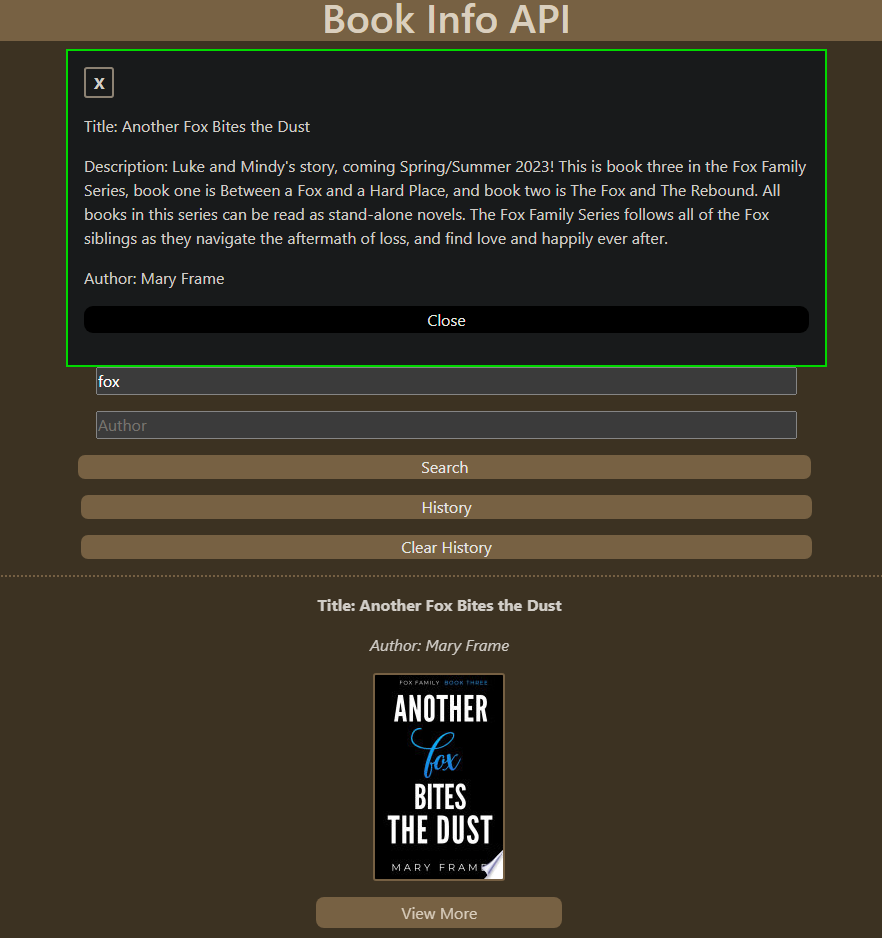 Book Info API
x
Title: Another Fox Bites the Dust
Description: Luke and Mindy's story, coming Spring/Summer 2023! This is book three in the Fox Family
Series, book one is Between a Fox and a Hard Place, and book two is The Fox and The Rebound. All
books in this series can be read as stand-alone novels. The Fox Family Series follows all of the Fox
siblings as they navigate the aftermath of loss, and find love and happily ever after.
Author: Mary Frame
Close
fox
Author
Search
History
Clear History
Title: Another Fox Bites the Dust
Author: Mary Frame
FOX FAMILY BOOK THREE
ANOTHER
fox
BITES
THE DUST
MARY FRAME
View More